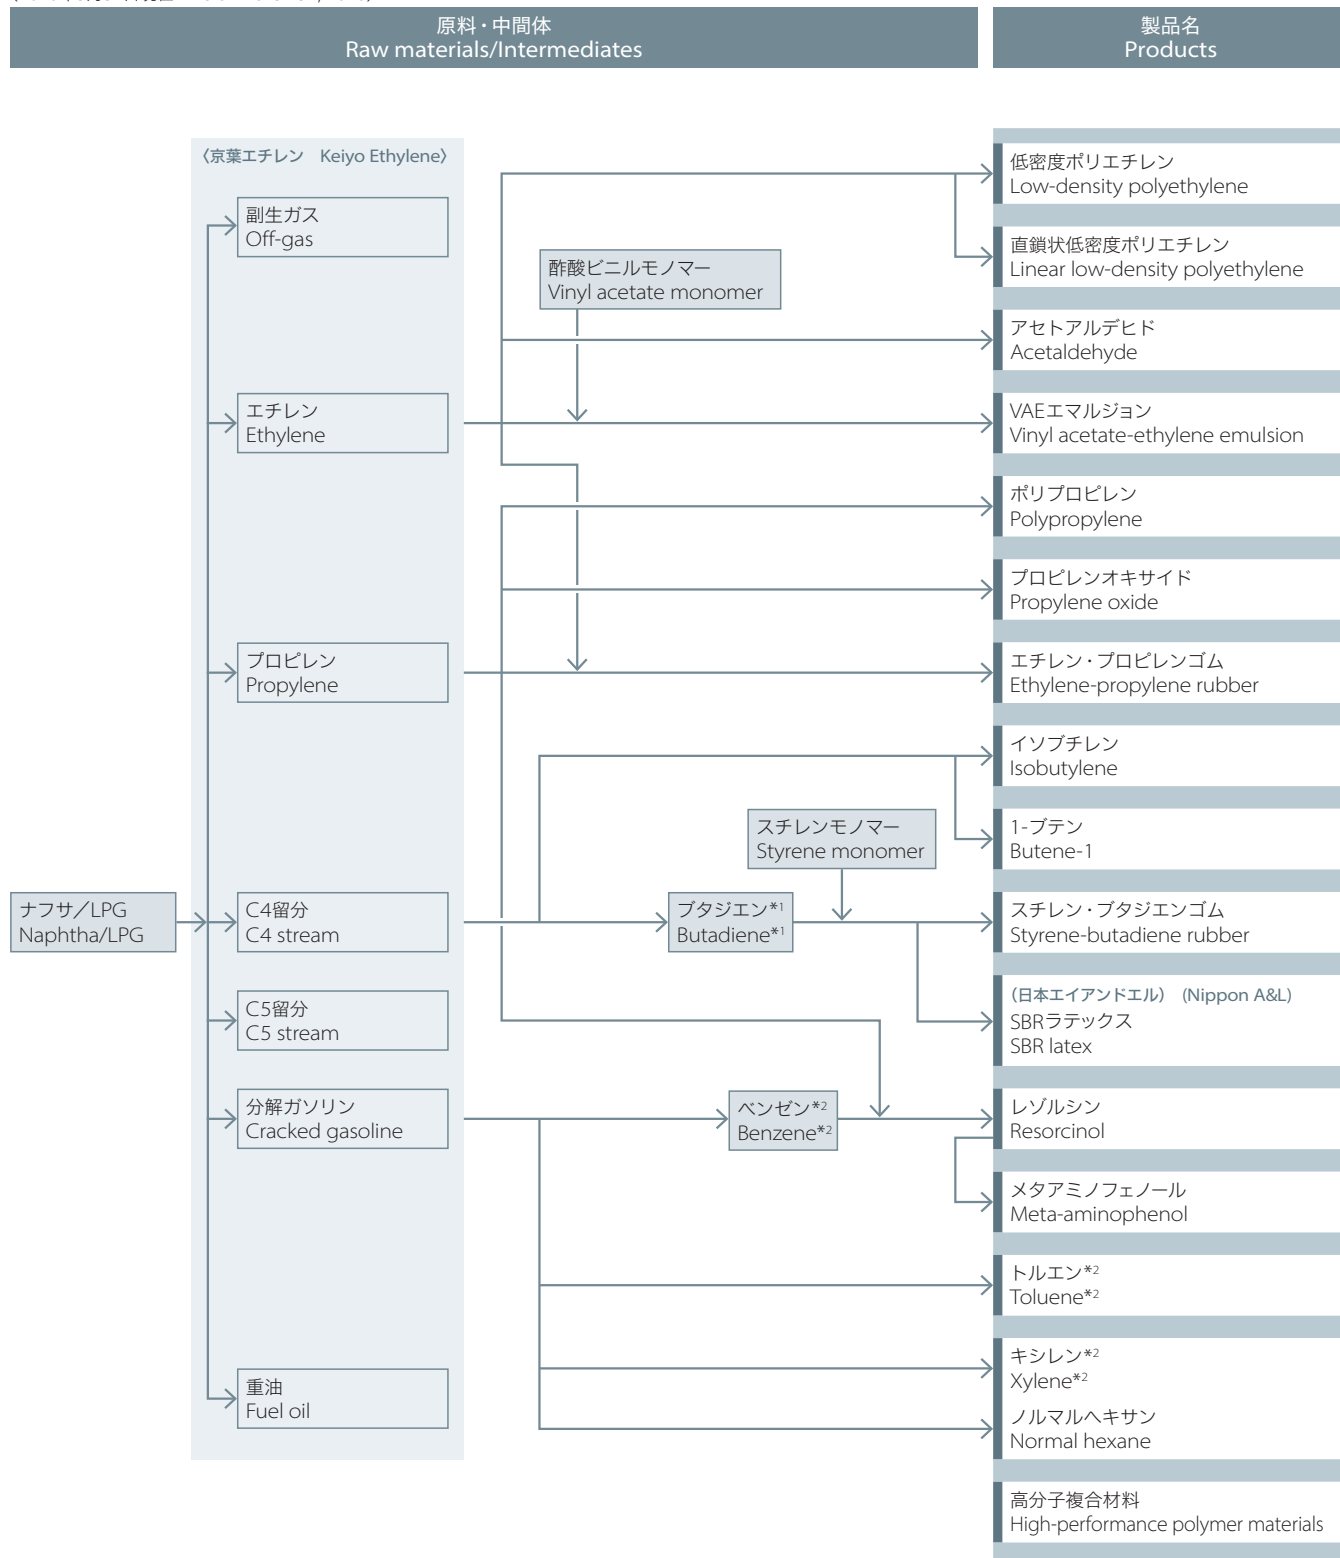 原料・中間体
Raw materials/Intermediates
製品名
Products
〈京葉エチレン Keiyo Ethylene〉
副生ガス
Off-gas
エチレン
Ethylene
プロピレン
Propylene
ナフサ／LPG
Naphtha/LPG
C4留分
C4 stream
C5留分
C5 stream
分解ガソリン
Cracked gasoline
重油
Fuel oil
酢酸ビニルモノマー
Vinyl acetate monomer
スチレンモノマー
Styrene monomer
ブタジエン*1
Butadiene*1
ベンゼン*2
Benzene*2
低密度ポリエチレン
Low-density polyethylene
直鎖状低密度ポリエチレン
Linear low-density polyethylene
アセトアルデヒド
Acetaldehyde
VAEエマルジョン
Vinyl acetate-ethylene emulsion
ポリプロピレン
Polypropylene
プロピレンオキサイド
Propylene oxide
エチレン・プロピレンゴム
Ethylene-propylene rubber
イソブチレン
Isobutylene
1-ブテン
Butene-1
スチレン・ブタジエンゴム
Styrene-butadiene rubber
（日本エイアンドエル） (Nippon A&L)
SBRラテックス
SBR latex
レゾルシン
Resorcinol
メタアミノフェノール
Meta-aminophenol
トルエン*2
Toluene*2
キシレン*2
Xylene*2
ノルマルヘキサン
Normal hexane
高分子複合材料
High-performance polymer materials